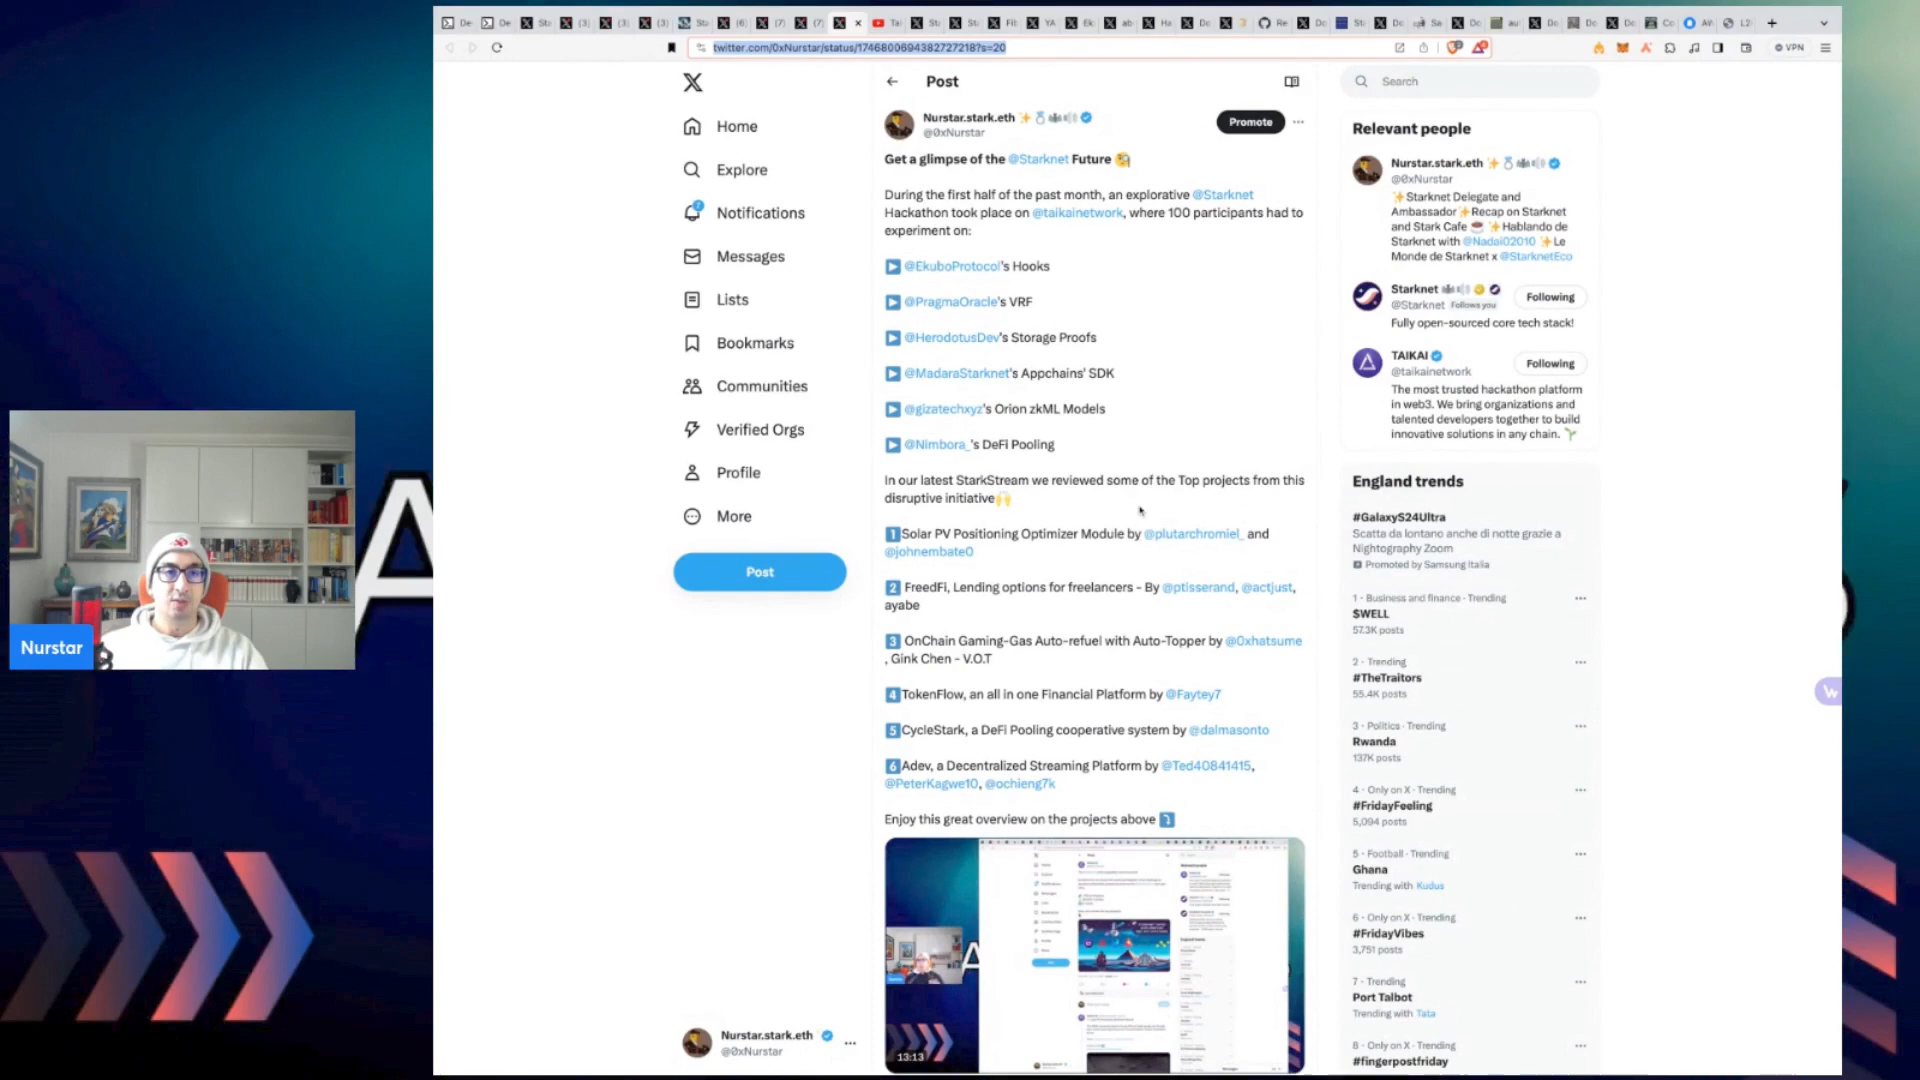 twitter.com/0xNurstar/status/1746800694382727218?s=20
VPN
Post
Search
Home
Explore
Notifications
Messages
Lists
Bookmarks
Communities
Verified Orgs
Profile
More
Post
Nurstar.stark.eth
@0xNurstar
Promote
Get a glimpse of the @Starknet Future
During the first half of the past month, an explorative @Starknet
Hackathon took place on @taikainetwork, where 100 participants had to
experiment on:
@EkuboProtocol's Hooks
@PragmaOracle's VRF
@HerodotusDev's Storage Proofs
@MadaraStarknet's Appchains' SDK
@gizatechxyz's Orion zkML Models
@Nimbora_'s DeFi Pooling
In our latest StarkStream we reviewed some of the Top projects from this
disruptive initiative
1 Solar PV Positioning Optimizer Module by @plutarchromiel_ and
@johnembate0
2 FreedFi, Lending options for freelancers - By @ptisserand, @actjust,
ayabe
3 OnChain Gaming-Gas Auto-refuel with Auto-Topper by @0xhatsume
, Gink Chen - V.O.T
4 TokenFlow, an all in one Financial Platform by @Faytey7
5 CycleStark, a DeFi Pooling cooperative system by @dalmasonto
6 Adev, a Decentralized Streaming Platform by @Ted40841415,
@PeterKagwe10, @ochieng7k
Enjoy this great overview on the projects above
13:13
Relevant people
Nurstar.stark.eth
@0xNurstar
Starknet Delegate and
Ambassador Recap on Starknet
and Stark Cafe Hablando de
Starknet with @Nadai02010 Le
Monde de Starknet x @StarknetEco
Starknet
@Starknet Follows you
Following
Fully open-sourced core tech stack!
TAIKAI
@taikainetwork
Following
The most trusted hackathon platform
in web3. We bring organizations and
talented developers together to build
innovative solutions in any chain.
England trends
#GalaxyS24Ultra
Scatta da lontano anche di notte grazie a
Nightography Zoom
Promoted by Samsung Italia
1 · Business and finance · Trending
$WELL
57.3K posts
2 · Trending
#TheTraitors
55.4K posts
3 · Politics · Trending
Rwanda
137K posts
4 · Only on X · Trending
#FridayFeeling
5,094 posts
5 · Football · Trending
Ghana
Trending with Kudus
6 · Only on X · Trending
#FridayVibes
3,751 posts
7 · Trending
Port Talbot
Trending with Tata
8 · Only on X · Trending
#fingerpostfriday
Nurstar.stark.eth
@0xNurstar
Nurstar